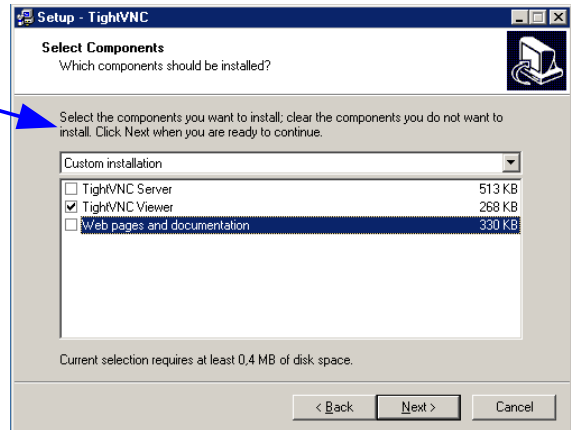 Setup - TightVNC
Select Components
Which components should be installed?
Select the components you want to install; clear the components you do not want to
install. Click Next when you are ready to continue.
Custom installation
TightVNC Server 513 KB
TightVNC Viewer 268 KB
Web pages and documentation 330 KB
Current selection requires at least 0,4 MB of disk space.
< Back Next > Cancel